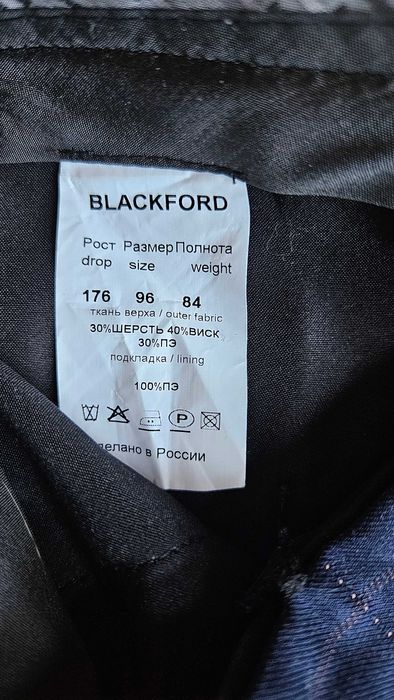 BLACKFORD
Рост Размер Полнота
drop size weight
176 96 84
ткань верха / outer fabric
30%ШЕРСТЬ 40%ВИСК
30%ПЭ
подкладка / lining
100%ПЭ
P
делано в России